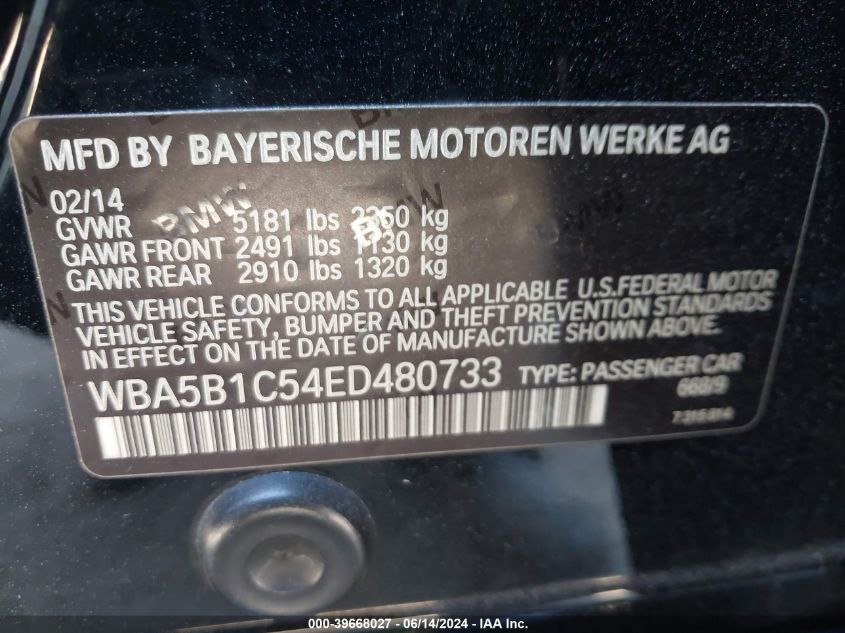 MFD BY BAYERISCHE MOTOREN WERKE AG
02/14
GVWR 5181 lbs 2350 kg
GAWR FRONT 2491 lbs 1130 kg
GAWR REAR 2910 lbs 1320 kg
THIS VEHICLE CONFORMS TO ALL APPLICABLE U.S.FEDERAL MOTOR
VEHICLE SAFETY, BUMPER AND THEFT PREVENTION STANDARDS
IN EFFECT ON THE DATE OF MANUFACTURE SHOWN ABOVE.
WBA5B1C54ED480733 TYPE: PASSENGER CAR
668/9
000-39668027 - 06/14/2024 - IAA Inc.